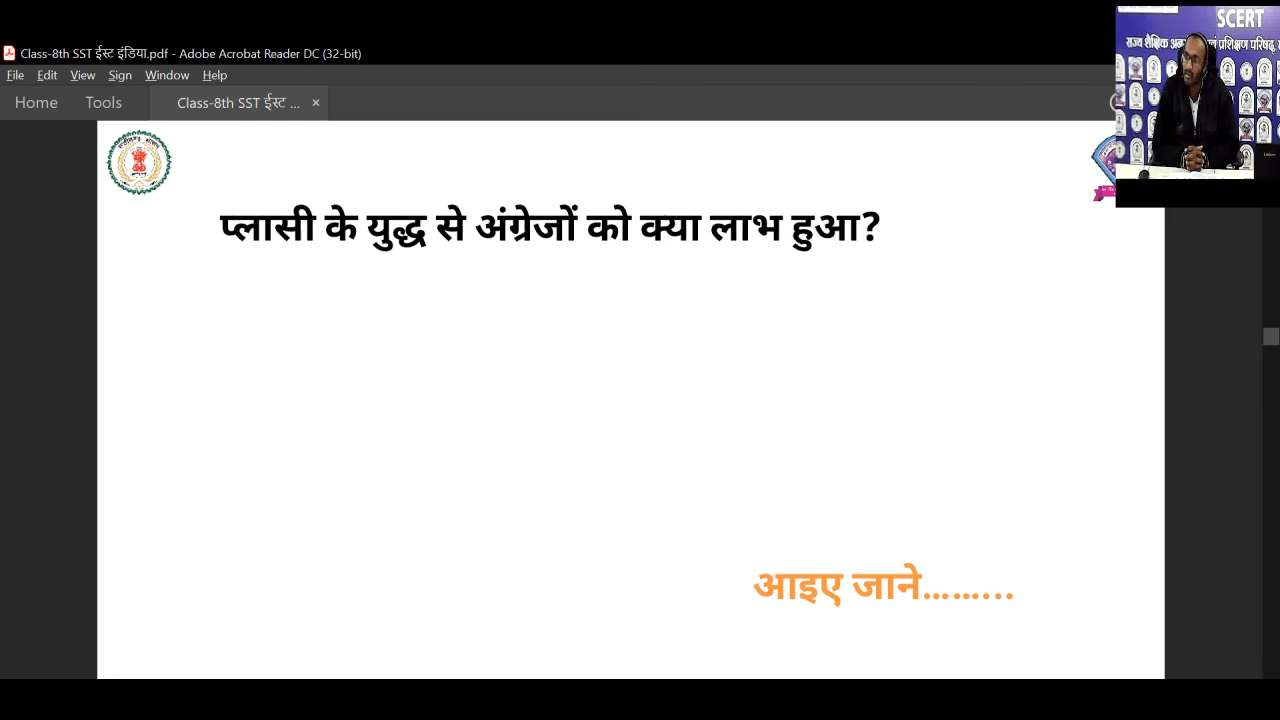 SCERT
Class-8th SST ईस्ट इंडिया.pdf - Adobe Acrobat Reader DC (32-bit)
File Edit View Sign Window Help
Home Tools Class-8th SST ईस्ट ... ×
प्लासी के युद्ध से अंग्रेजों को क्या लाभ हुआ?
आइए जाने.........